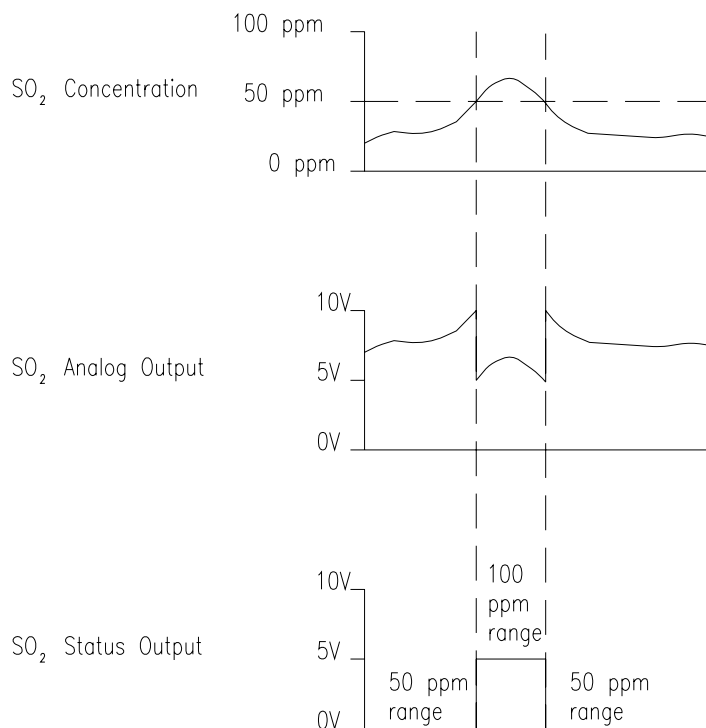 100 ppm
SO₂ Concentration
50 ppm
0 ppm
10V
SO₂ Analog Output
5V
0V
10V
100
ppm
range
SO₂ Status Output
5V
50 ppm
range
50 ppm
range
0V